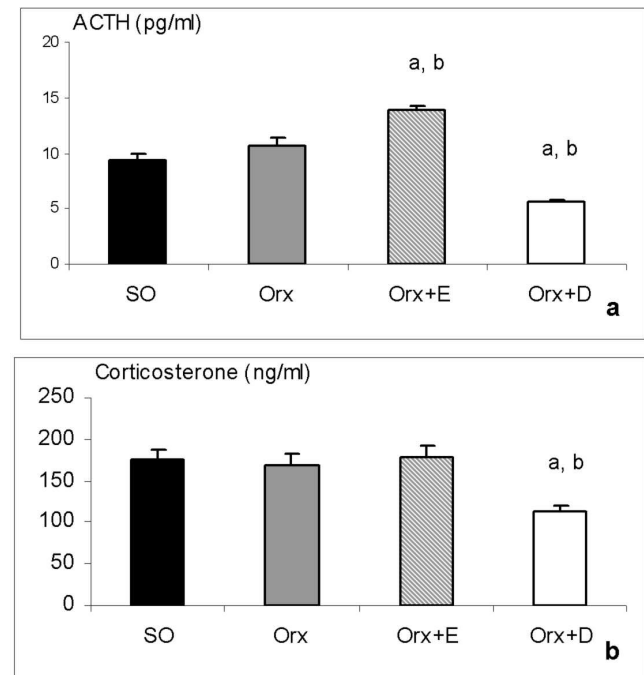 ACTH (pg/ml)
20
a, b
15
a, b
10
5
0
SO Orx Orx+E Orx+D
a
Corticosterone (ng/ml)
250
200
a, b
150
100
50
0
SO Orx Orx+E Orx+D
b